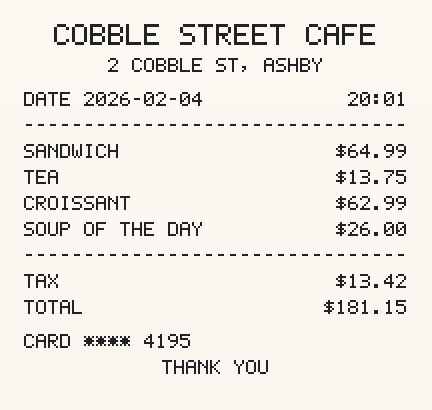 COBBLE STREET CAFE
2 COBBLE ST, ASHBY
DATE 2026-02-04 20:01
--------------------------------
SANDWICH $64.99
TEA $13.75
CROISSANT $62.99
SOUP OF THE DAY $26.00
--------------------------------
TAX $13.42
TOTAL $181.15
CARD **** 4195
THANK YOU